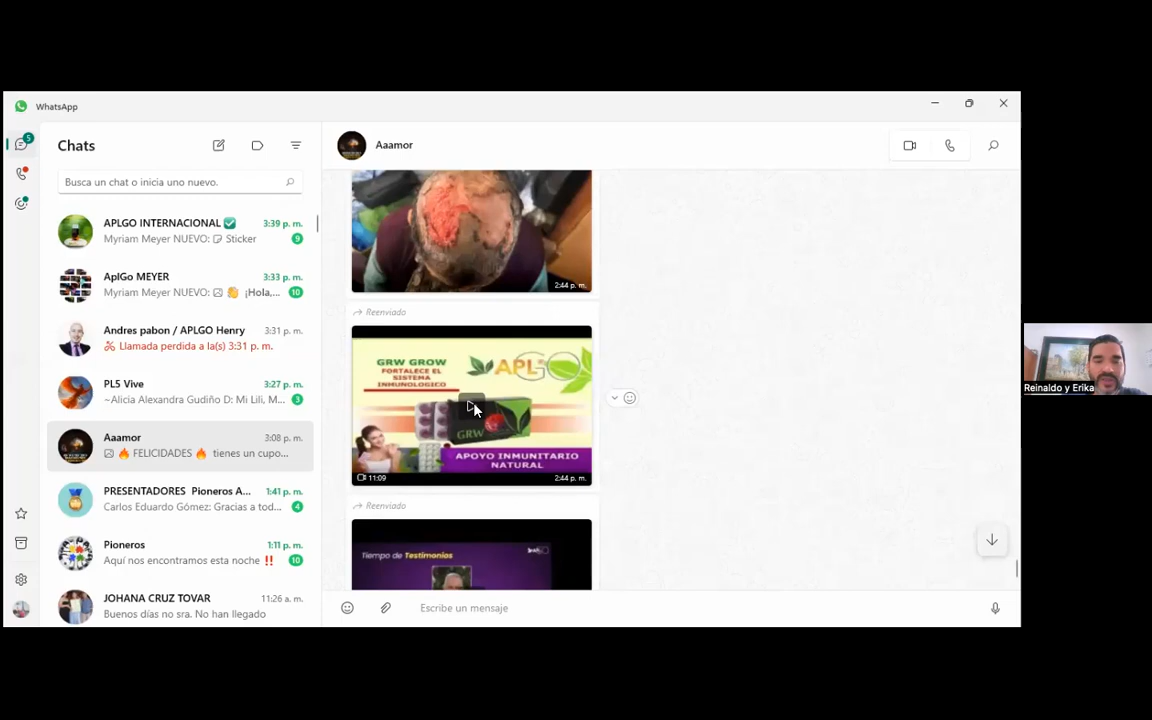 WhatsApp
5
Chats
Busca un chat o inicia uno nuevo.
APLGO INTERNACIONAL ✅ 3:39 p. m.
Myriam Meyer NUEVO: Sticker 9
AplGo MEYER 3:33 p. m.
Myriam Meyer NUEVO: 👋 ¡Hola,... 10
Andres pabon / APLGO Henry 3:31 p. m.
Llamada perdida a la(s) 3:31 p. m.
PL5 Vive 3:27 p. m.
~Alicia Alexandra Gudiño D: Mi Lili, M... 3
Aaamor 3:08 p. m.
🔥 FELICIDADES 🔥 tienes un cupo...
PRESENTADORES Pioneros A... 1:41 p. m.
Carlos Eduardo Gómez: Gracias a tod... 4
Pioneros 1:11 p. m.
Aquí nos encontramos esta noche ‼️ 10
JOHANA CRUZ TOVAR 11:26 a. m.
Buenos días no sra. No han llegado
Aaamor
2:44 p. m.
Reenviado
GRW GROW
FORTALECE EL
SISTEMA
INMUNOLOGICO
APLGO
GRW
APOYO INMUNITARIO
NATURAL
11:09 2:44 p. m.
Reenviado
Tiempo de Testimonios
Escribe un mensaje
Reinaldo y Erika